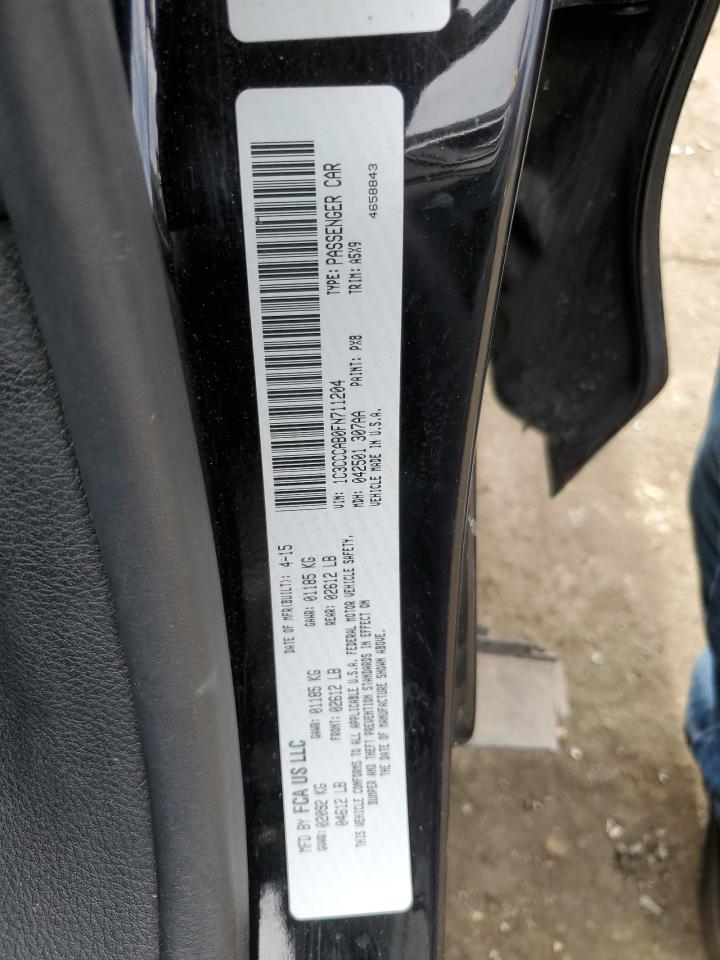 MFD BY FCA US LLC
DATE OF MFR(BUILT): 4-15
GVWR: 02092 KG
GAWR: 01185 KG
GAWR: 01185 KG
04612 LB
FRONT: 02612 LB
REAR: 02612 LB
THIS VEHICLE CONFORMS TO ALL APPLICABLE U.S.A. FEDERAL MOTOR VEHICLE SAFETY,
BUMPER AND THEFT PREVENTION STANDARDS IN EFFECT ON
THE DATE OF MANUFACTURE SHOWN ABOVE.
VIN: 1C3CCCAB0FN711204
TYPE: PASSENGER CAR
MDH: 042501 307AA
PAINT: PX8
TRIM: A5X9
VEHICLE MADE IN U.S.A.
4658843